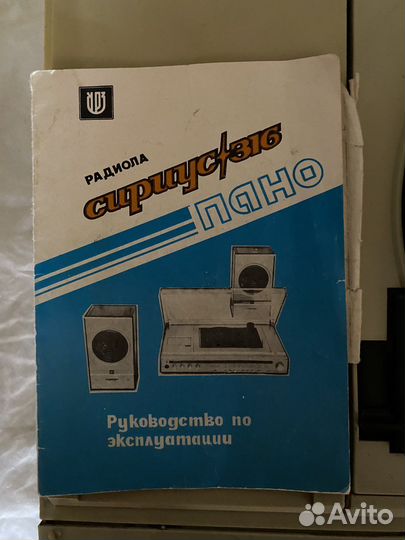 РАДИОЛА
сириус 316
ПАНО
Руководство по
эксплуатации
Avito